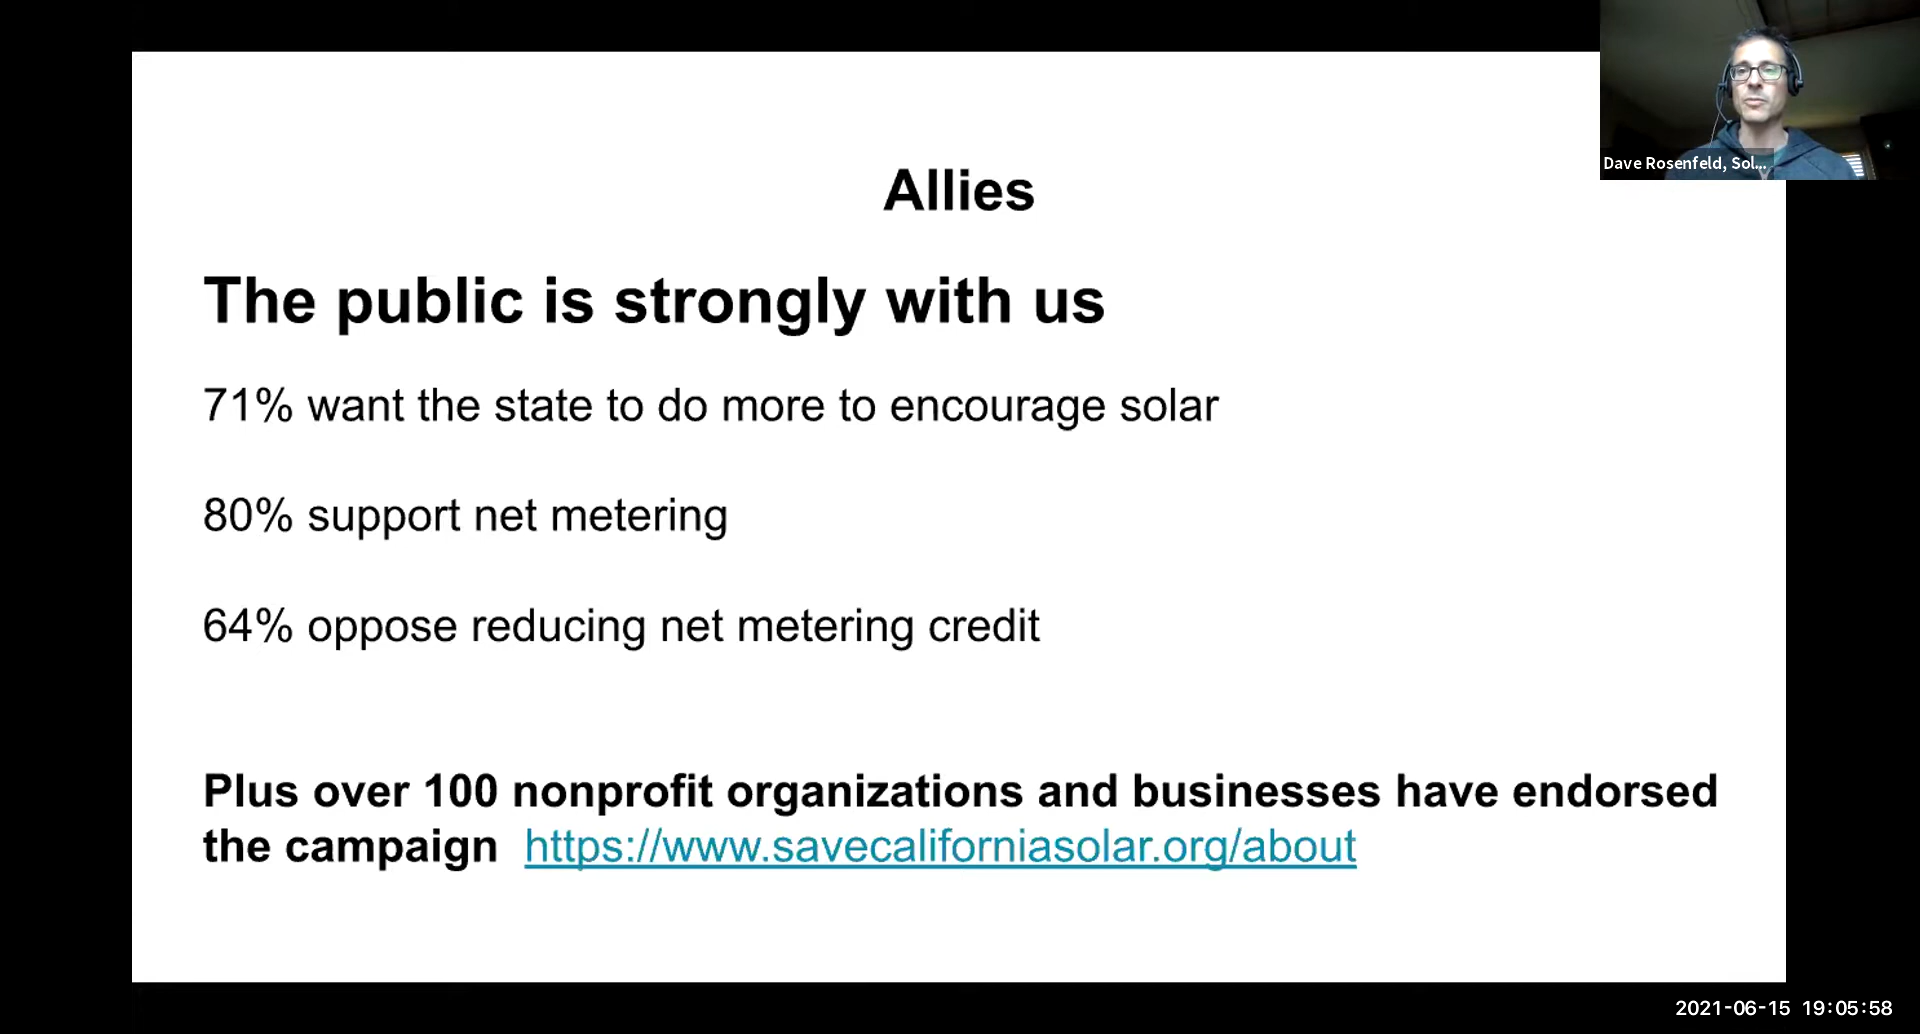 Allies
The public is strongly with us
71% want the state to do more to encourage solar
80% support net metering
64% oppose reducing net metering credit
Plus over 100 nonprofit organizations and businesses have endorsed
the campaign https://www.savecaliforniasolar.org/about
Dave Rosenfeld, Sol...
2021-06-15 19:05:58